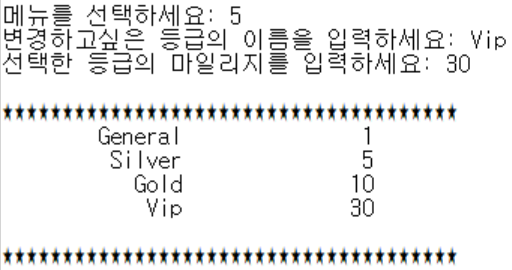 메뉴를 선택하세요: 5
변경하고싶은 등급의 이름을 입력하세요: Vip
선택한 등급의 마일리지를 입력하세요: 30
**************************************
General 1
Silver 5
Gold 10
Vip 30
**************************************